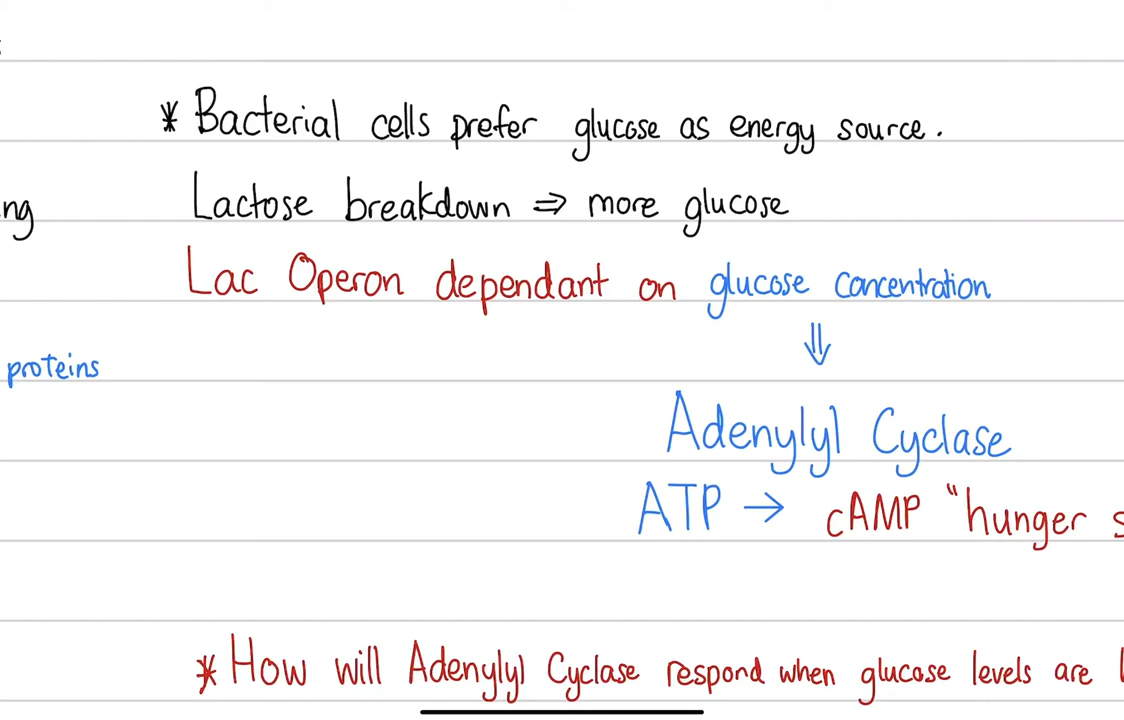 * Bacterial cells prefer glucose as energy source.
ng
Lactose breakdown ⇒ more glucose
Lac Operon dependant on glucose concentration
⇓
proteins
Adenylyl Cyclase
ATP → cAMP "hunger s
* How will Adenylyl Cyclase respond when glucose levels are